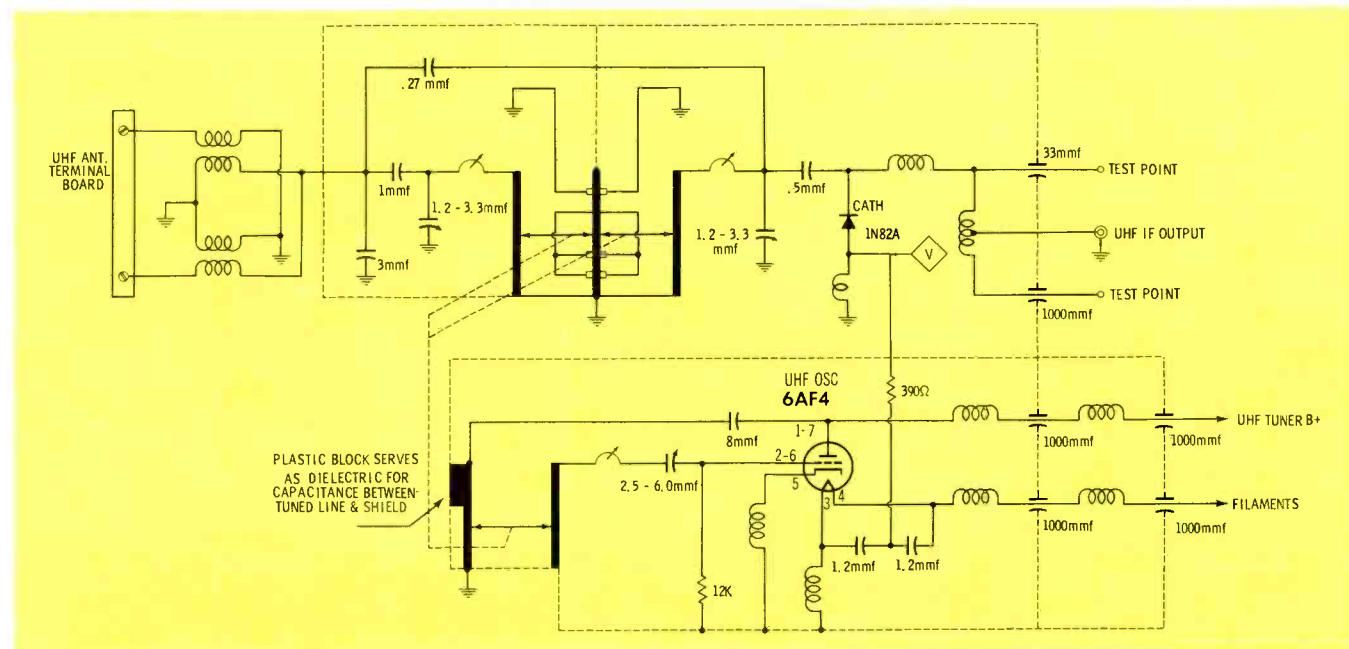 .27 mmf
UHF ANT.
TERMINAL
BOARD
1mmf
1.2 - 3.3mmf
3mmf
1.2 - 3.3
mmf
.5mmf
CATH
1N82A
V
33mmf
TEST POINT
UHF IF OUTPUT
TEST POINT
1000mmf
UHF OSC
6AF4
390Ω
8mmf
1-7
2-6
5
3
4
1000mmf
1000mmf
UHF TUNER B+
PLASTIC BLOCK SERVES
AS DIELECTRIC FOR
CAPACITANCE BETWEEN
TUNED LINE & SHIELD
2.5 - 6.0mmf
FILAMENTS
1000mmf
1000mmf
1.2mmf
1.2mmf
12K